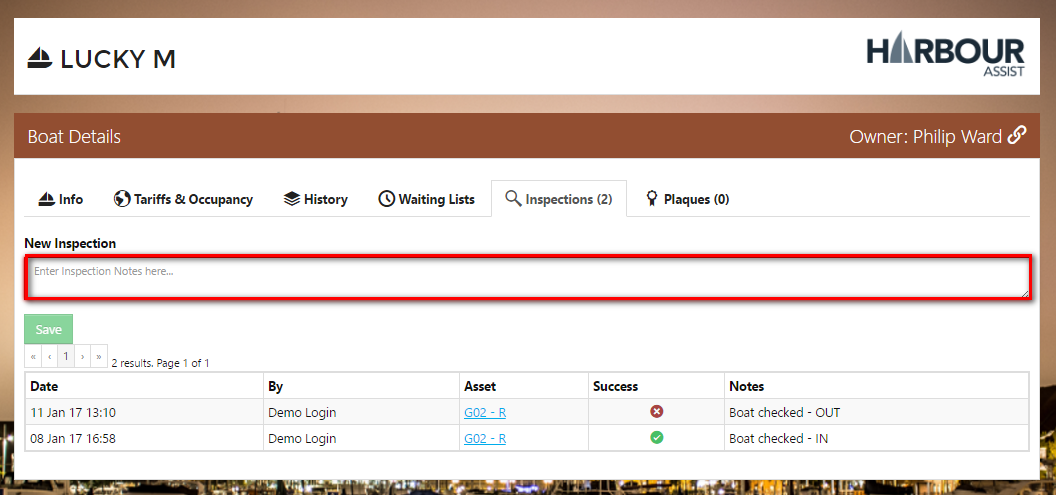 LUCKY M
HARBOUR
ASSIST
Boat Details
Owner: Philip Ward
Info
Tariffs & Occupancy
History
Waiting Lists
Inspections (2)
Plaques (0)
New Inspection
Enter Inspection Notes here...
Save
« ‹ 1 › »
2 results. Page 1 of 1
Date By Asset Success Notes
11 Jan 17 13:10 Demo Login G02 - R Boat checked - OUT
08 Jan 17 16:58 Demo Login G02 - R Boat checked - IN